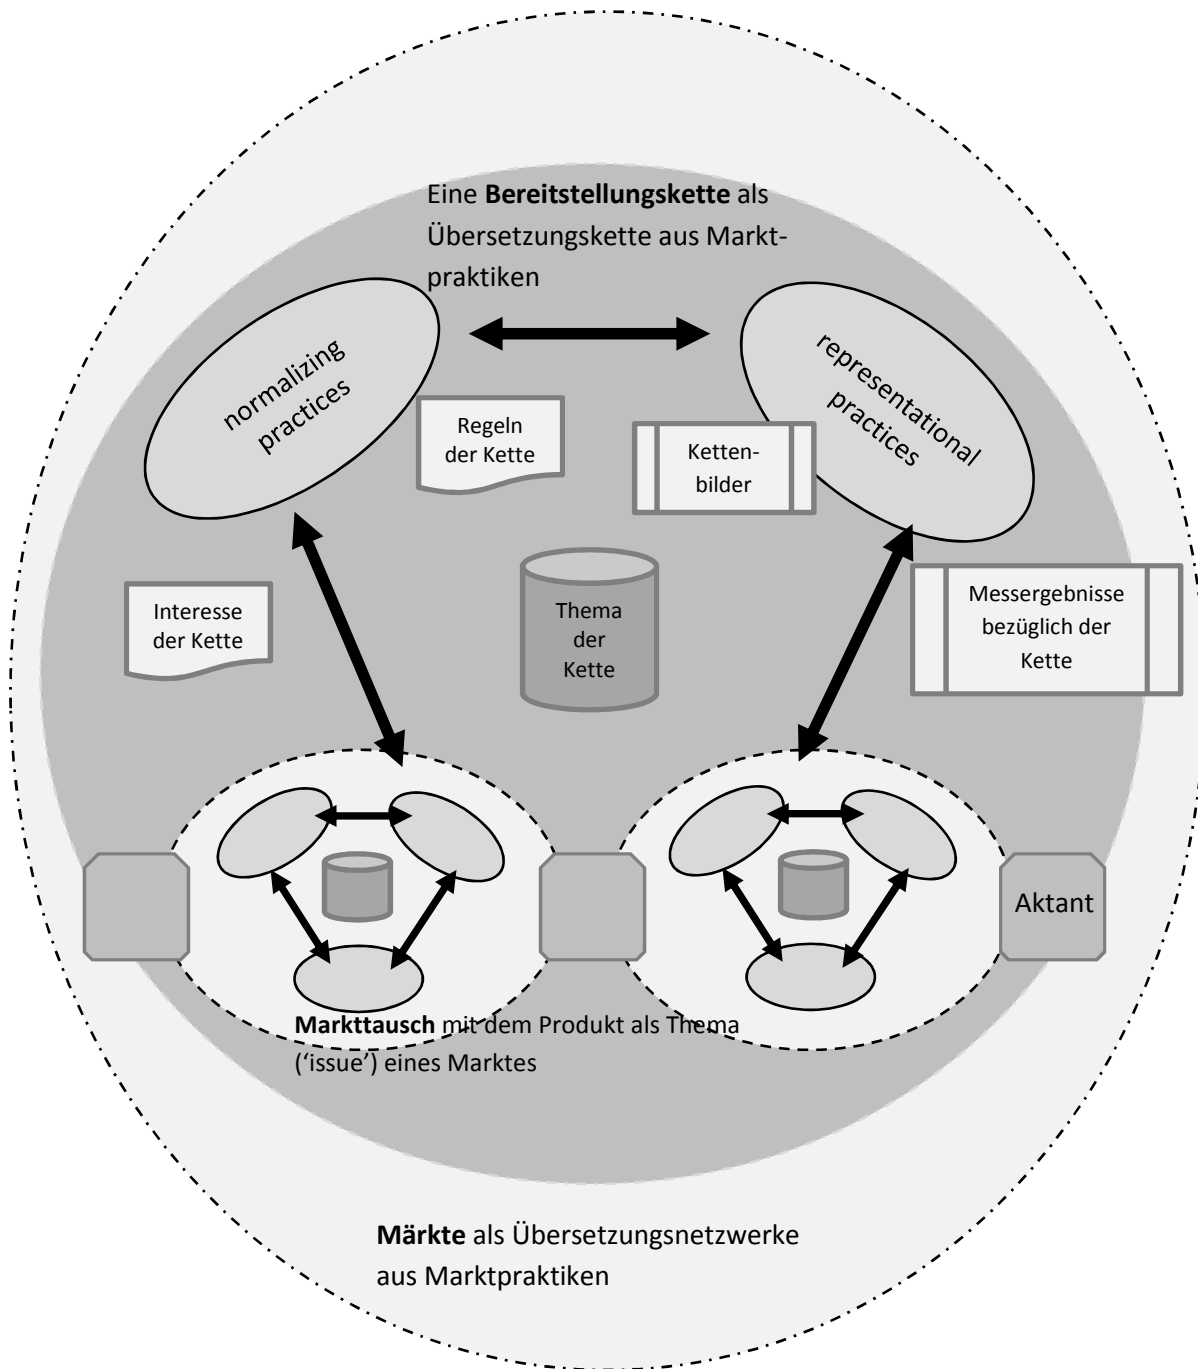 Eine Bereitstellungskette als
Übersetzungskette aus Markt-
praktiken
normalizing
practices
representational
practices
Regeln
der Kette
Ketten-
bilder
Interesse
der Kette
Thema
der
Kette
Messergebnisse
bezüglich der
Kette
Aktant
Markttausch mit dem Produkt als Thema
(‘issue’) eines Marktes
Märkte als Übersetzungsnetzwerke
aus Marktpraktiken